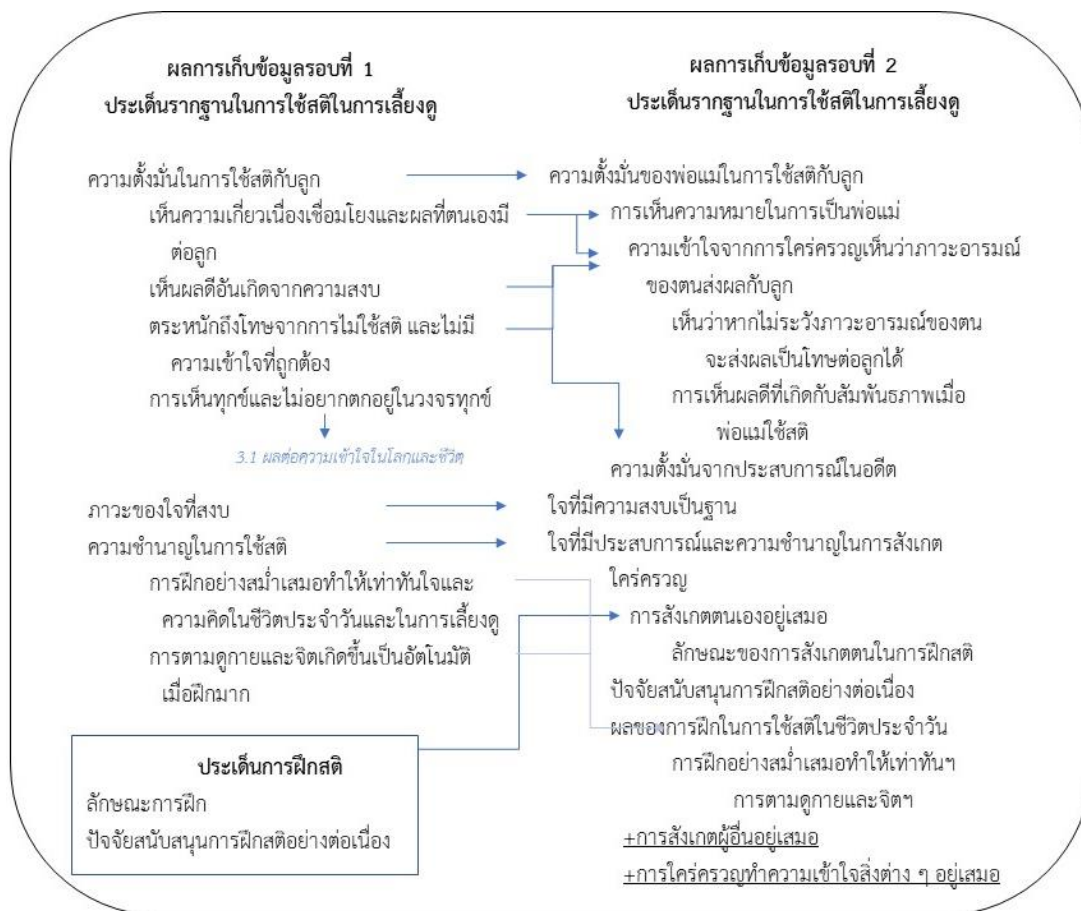 ผลการเก็บข้อมูลรอบที่ 1
ประเด็นรากฐานในการใช้สติในการเลี้ยงดู
ความตั้งมั่นในการใช้สติกับลูก
เห็นความเกี่ยวเนื่องเชื่อมโยงและผลที่ตนเองมี
ต่อลูก
เห็นผลดีอันเกิดจากความสงบ
ตระหนักถึงโทษจากการไม่ใช้สติ และไม่มี
ความเข้าใจที่ถูกต้อง
การเห็นทุกข์และไม่อยากตกอยู่ในวงจรทุกข์
3.1 ผลต่อความเข้าใจในโลกและชีวิต
ภาวะของใจที่สงบ
ความชำนาญในการใช้สติ
การฝึกอย่างสม่ำเสมอทำให้เท่าทันใจและ
ความคิดในชีวิตประจำวันและในการเลี้ยงดู
การตามดูกายและจิตเกิดขึ้นเป็นอัตโนมัติ
เมื่อฝึกมาก
ประเด็นการฝึกสติ
ลักษณะการฝึก
ปัจจัยสนับสนุนการฝึกสติอย่างต่อเนื่อง
ผลการเก็บข้อมูลรอบที่ 2
ประเด็นรากฐานในการใช้สติในการเลี้ยงดู
ความตั้งมั่นของพ่อแม่ในการใช้สติกับลูก
การเห็นความหมายในการเป็นพ่อแม่
ความเข้าใจจากการใคร่ครวญเห็นว่าภาวะอารมณ์
ของตนส่งผลกับลูก
เห็นว่าหากไม่ระวังภาวะอารมณ์ของตน
จะส่งผลเป็นโทษต่อลูกได้
การเห็นผลดีที่เกิดกับสัมพันธภาพเมื่อ
พ่อแม่ใช้สติ
ความตั้งมั่นจากประสบการณ์ในอดีต
ใจที่มีความสงบเป็นฐาน
ใจที่มีประสบการณ์และความชำนาญในการสังเกต
ใคร่ครวญ
การสังเกตตนเองอยู่เสมอ
ลักษณะของการสังเกตตนในการฝึกสติ
ปัจจัยสนับสนุนการฝึกสติอย่างต่อเนื่อง
ผลของการฝึกในการใช้สติในชีวิตประจำวัน
การฝึกอย่างสม่ำเสมอทำให้เท่าทันฯ
การตามดูกายและจิตฯ
+การสังเกตผู้อื่นอยู่เสมอ
+การใคร่ครวญทำความเข้าใจสิ่งต่าง ๆ อยู่เสมอ